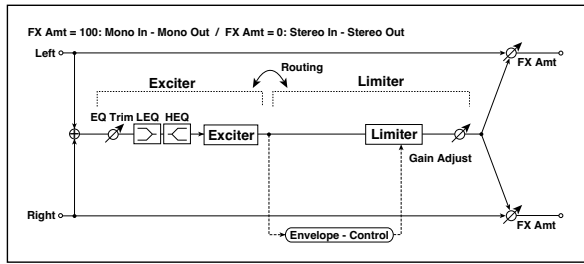 FX Amt = 100: Mono In - Mono Out / FX Amt = 0: Stereo In - Stereo Out
Left
FX Amt
Routing
Exciter
Limiter
EQ Trim LEQ HEQ
Exciter
Limiter
Gain Adjust
Right
FX Amt
Envelope - Control